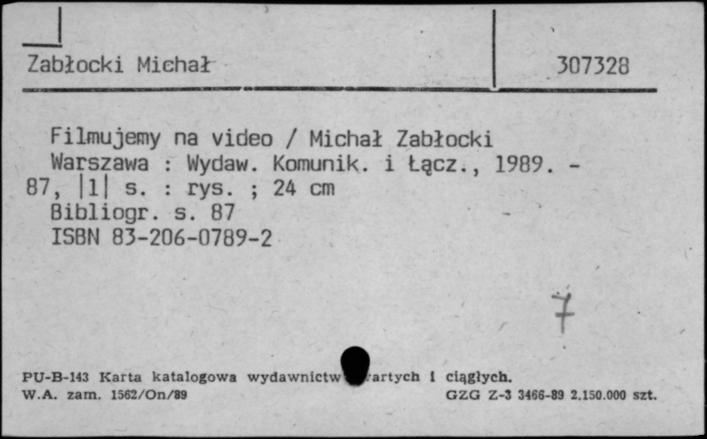 Zabłocki Michał 307328
Filmujemy na video / Michał Zabłocki
Warszawa : Wydaw. Komunik. i Łącz., 1989. -
87, |1| s. : rys. ; 24 cm
Bibliogr. s. 87
ISBN 83-206-0789-2
7
PU-B-143 Karta katalogowa wydawnictw artych i ciągłych.
W.A. zam. 1562/On/89 GZG Z-3 3466-89 2.150.000 szt.